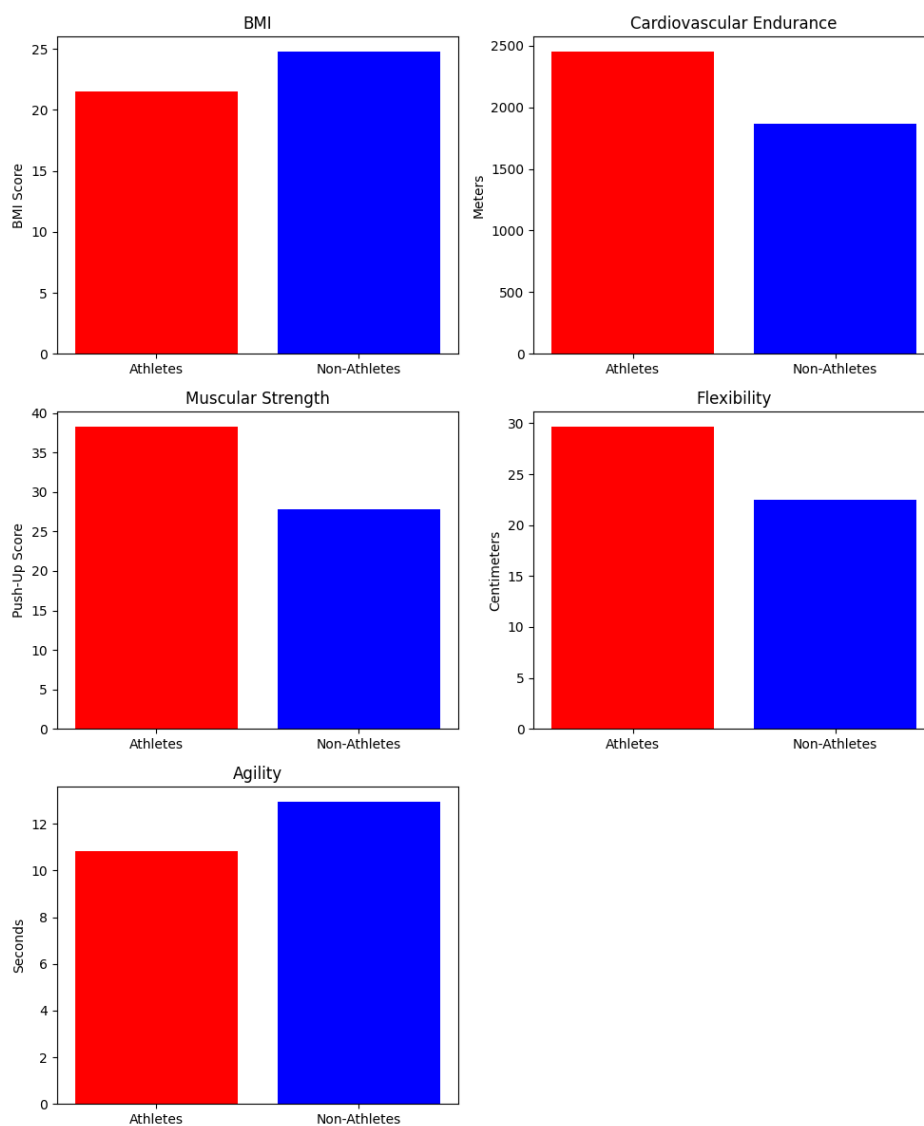 BMI
BMI Score
25
20
15
10
5
0
Athletes
Non-Athletes
Cardiovascular Endurance
Meters
2500
2000
1500
1000
500
0
Athletes
Non-Athletes
Muscular Strength
Push-Up Score
40
35
30
25
20
15
10
5
0
Athletes
Non-Athletes
Flexibility
Centimeters
30
25
20
15
10
5
0
Athletes
Non-Athletes
Agility
Seconds
12
10
8
6
4
2
0
Athletes
Non-Athletes